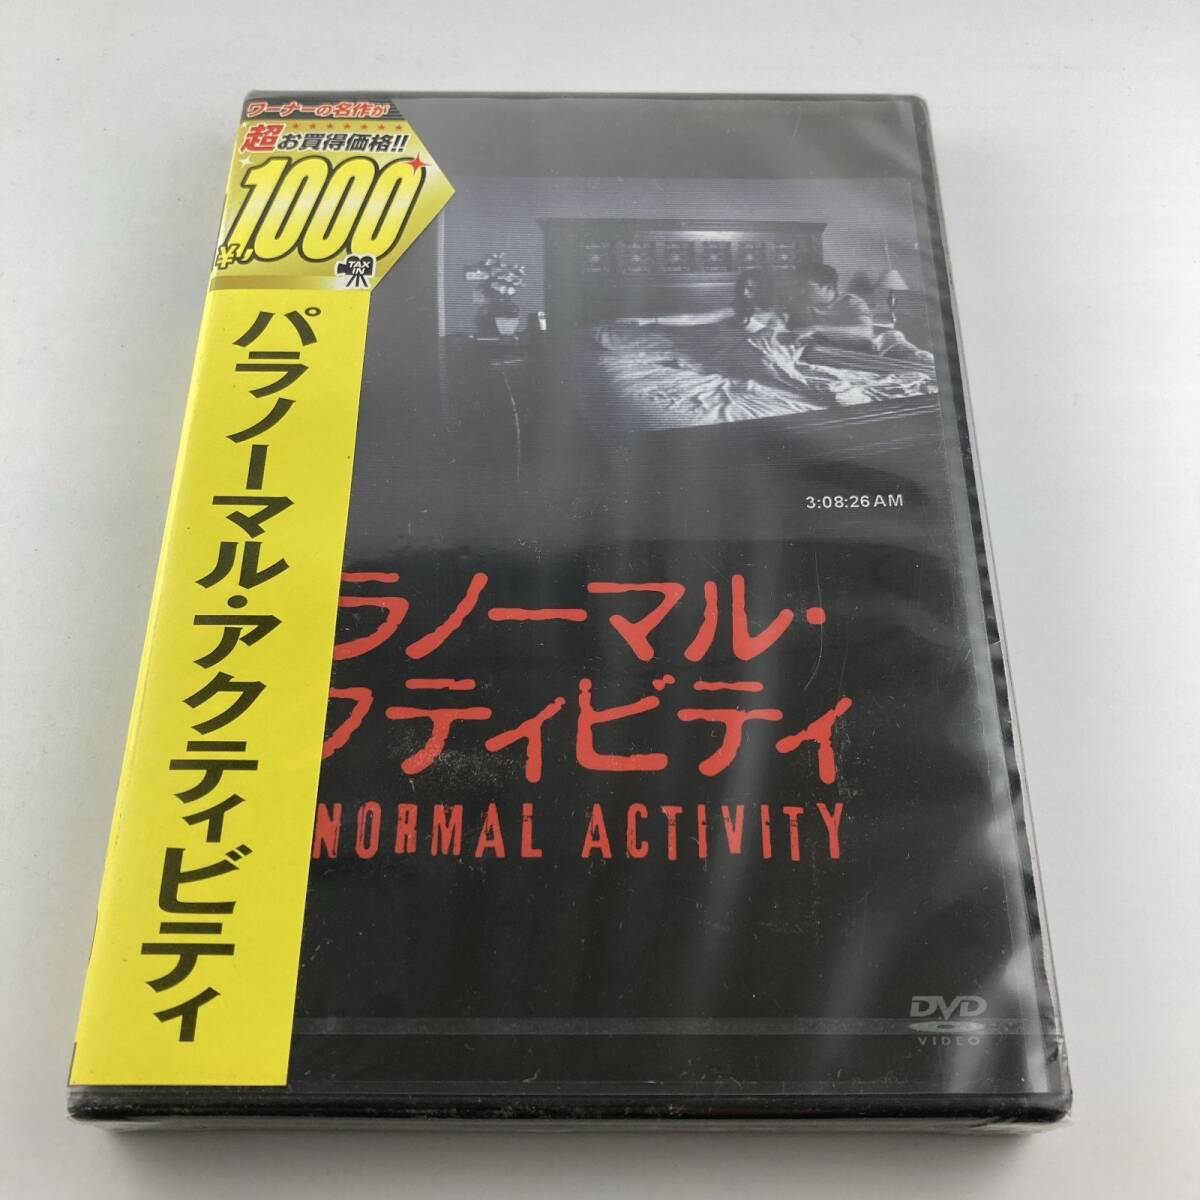 ワーナーの名作が
超お買得価格!!
¥1,000
TAX
IN
パラノーマル・アクティビティ
3:08:26 AM
ラノーマル・
クティビティ
NORMAL ACTIVITY
DVD
VIDEO